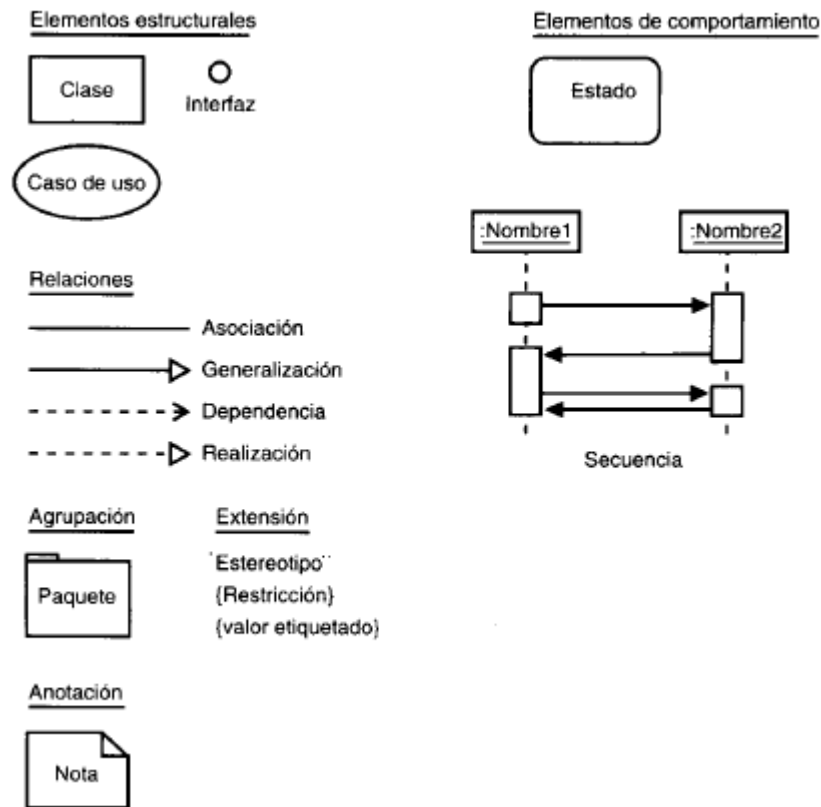 Elementos estructurales
Clase
Interfaz
Caso de uso
Relaciones
Asociación
Generalización
Dependencia
Realización
Agrupación
Paquete
Extensión
Estereotipo
{Restricción}
{valor etiquetado}
Anotación
Nota
Elementos de comportamiento
Estado
:Nombre1
:Nombre2
Secuencia